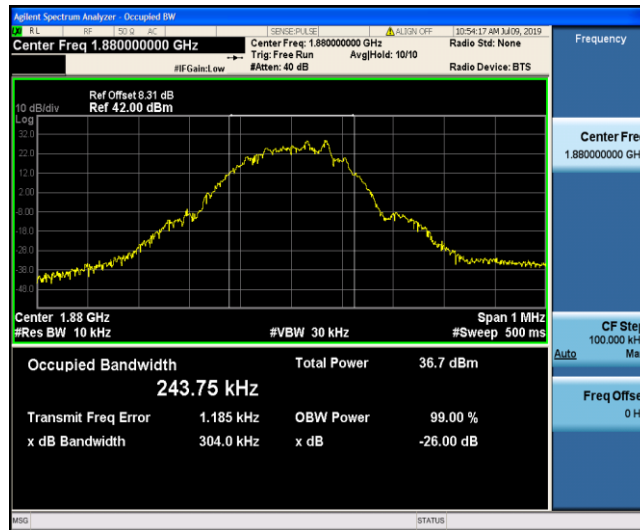 Agilent Spectrum Analyzer - Occupied BW
RL RF 50 Ω AC SENSE:PULSE ALIGN OFF 10:54:17 AM Jul 09, 2019
Center Freq 1.880000000 GHz
Center Freq: 1.880000000 GHz
Radio Std: None
Trig: Free Run Avg|Hold: 10/10
#IFGain:Low #Atten: 40 dB Radio Device: BTS
Ref Offset 8.31 dB
10 dB/div Ref 42.00 dBm
Log
32.0
22.0
12.0
2.00
-8.00
-18.0
-28.0
-38.0
-48.0
Center 1.88 GHz Span 1 MHz
#Res BW 10 kHz #VBW 30 kHz #Sweep 500 ms
Occupied Bandwidth Total Power 36.7 dBm
243.75 kHz
Transmit Freq Error 1.185 kHz OBW Power 99.00 %
x dB Bandwidth 304.0 kHz x dB -26.00 dB
MSG STATUS
Frequency
Center Fre
1.880000000 GH
CF Step
100.000 kH
Auto Ma
Freq Offse
0 H